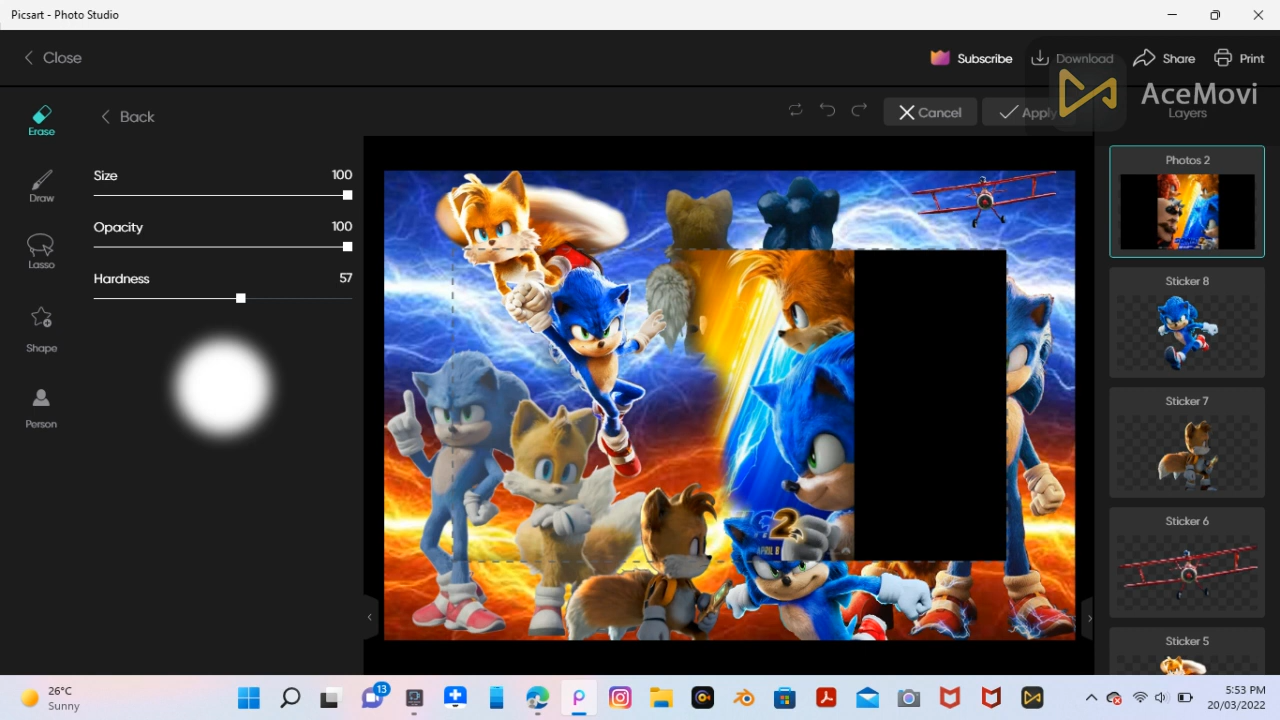 Picsart - Photo Studio
Close
Subscribe
Download
Share
Print
AceMovi
Erase
Back
Cancel
Apply
Layers
Size 100
Draw
Opacity 100
Lasso
Hardness 57
Shape
Person
Photos 2
Sticker 8
Sticker 7
Sticker 6
Sticker 5
2
APRIL 8
26°C
Sunny
13
5:53 PM
20/03/2022